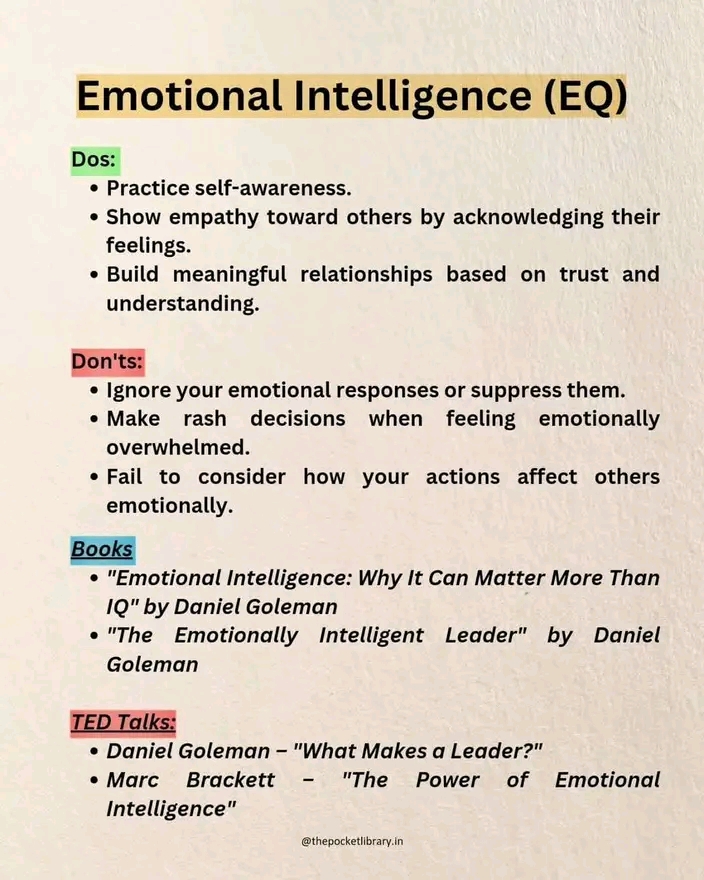 Emotional Intelligence (EQ)
Dos:
• Practice self-awareness.
• Show empathy toward others by acknowledging their
feelings.
• Build meaningful relationships based on trust and
understanding.
Don'ts:
• Ignore your emotional responses or suppress them.
• Make rash decisions when feeling emotionally
overwhelmed.
• Fail to consider how your actions affect others
emotionally.
Books
• "Emotional Intelligence: Why It Can Matter More Than
IQ" by Daniel Goleman
• "The Emotionally Intelligent Leader" by Daniel
Goleman
TED Talks:
• Daniel Goleman – "What Makes a Leader?"
• Marc Brackett – "The Power of Emotional
Intelligence"
@thepocketlibrary.in